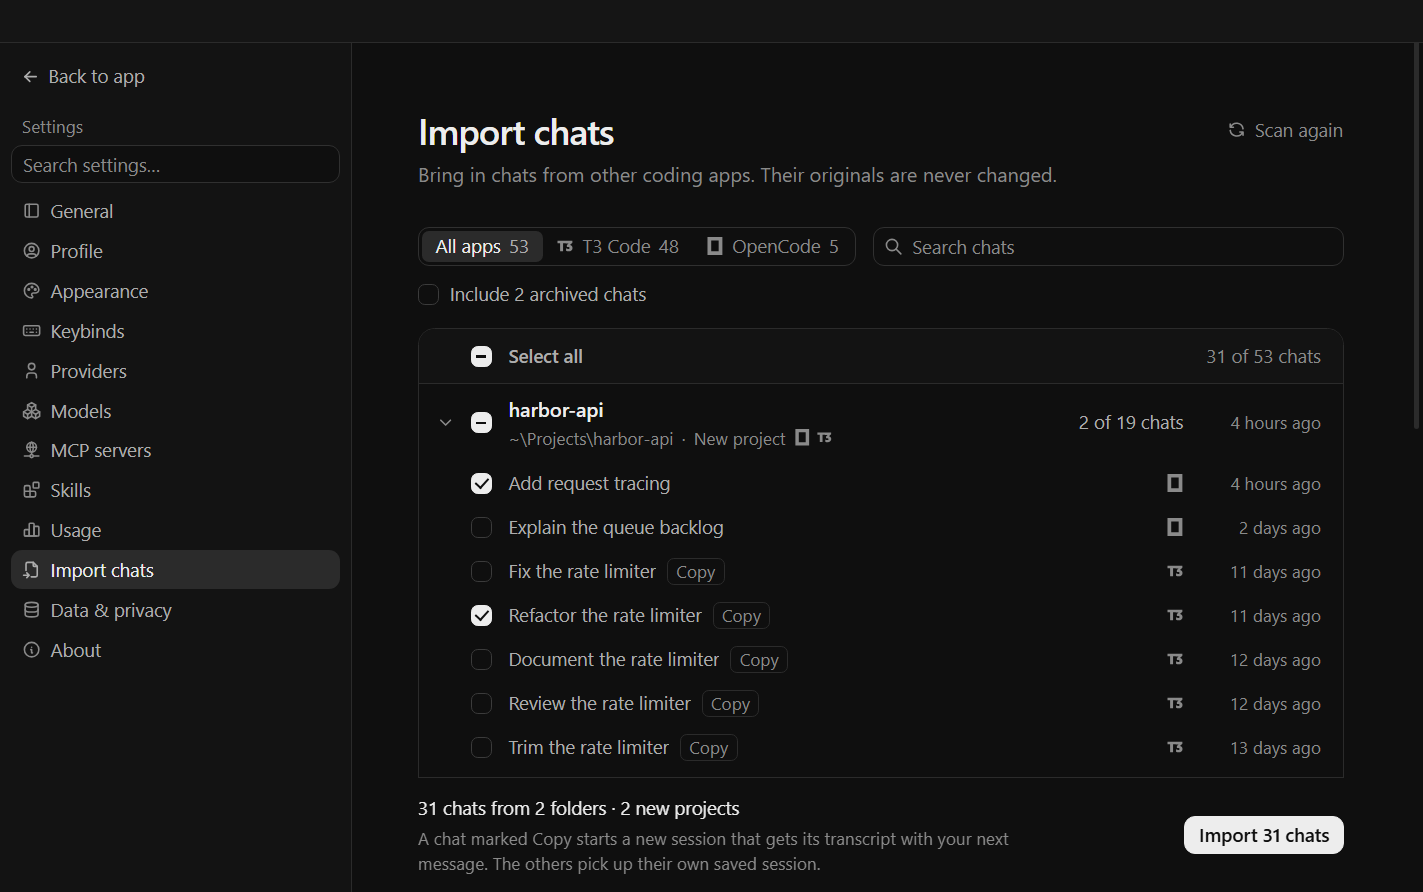 Back to app
Settings
Search settings...
General
Profile
Appearance
Keybinds
Providers
Models
MCP servers
Skills
Usage
Import chats
Data & privacy
About
Import chats
Scan again
Bring in chats from other coding apps. Their originals are never changed.
All apps 53 T3 T3 Code 48 OpenCode 5
Search chats
Include 2 archived chats
Select all 31 of 53 chats
harbor-api
~\Projects\harbor-api · New project T3
2 of 19 chats 4 hours ago
Add request tracing 4 hours ago
Explain the queue backlog 2 days ago
Fix the rate limiter Copy T3 11 days ago
Refactor the rate limiter Copy T3 11 days ago
Document the rate limiter Copy T3 12 days ago
Review the rate limiter Copy T3 12 days ago
Trim the rate limiter Copy T3 13 days ago
31 chats from 2 folders · 2 new projects
A chat marked Copy starts a new session that gets its transcript with your next
message. The others pick up their own saved session.
Import 31 chats